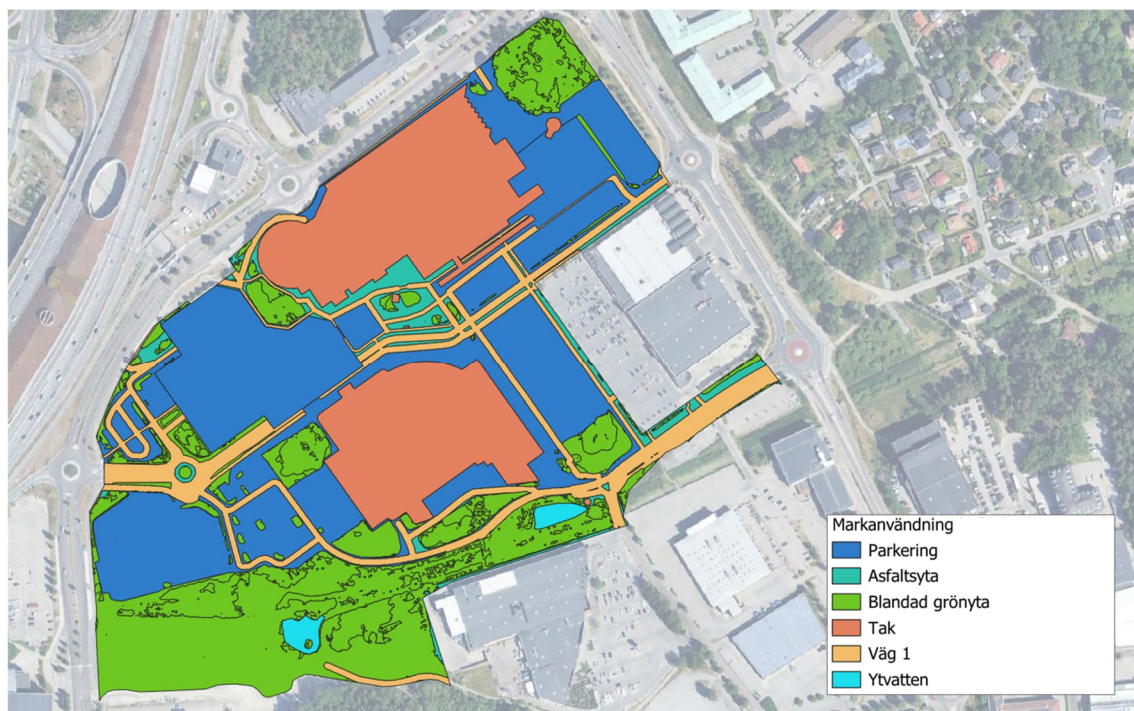 Markanvändning
Parkering
Asfaltsyta
Blandad grönyta
Tak
Väg 1
Ytvatten